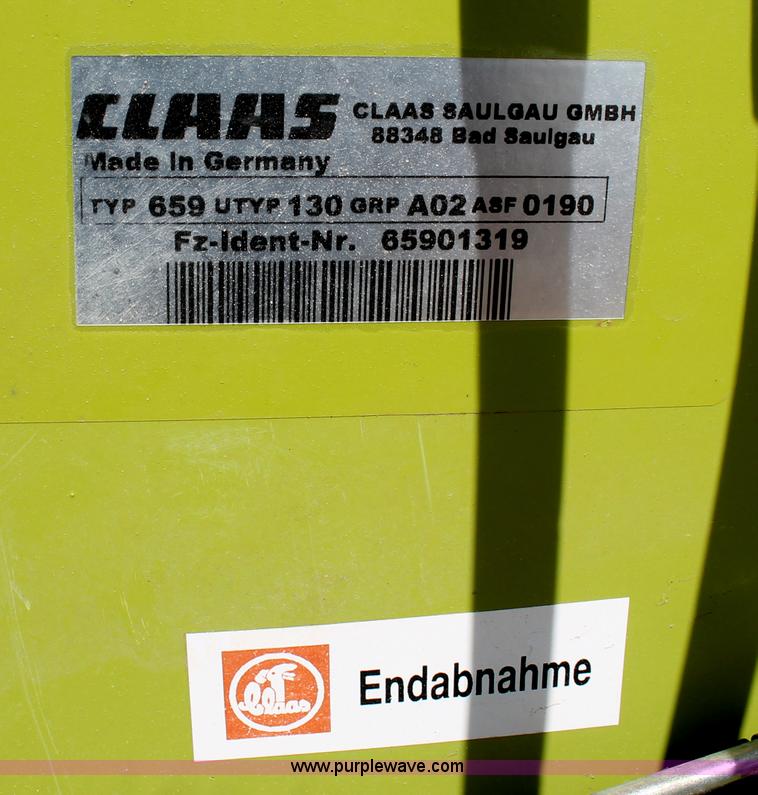 CLAAS CLAAS SAULGAU GMBH
88348 Bad Saulgau
Made In Germany
TYP 659 UTYP 130 GRP A02 ASF 0190
Fz-Ident-Nr. 65901319
Claas Endabnahme
www.purplewave.com